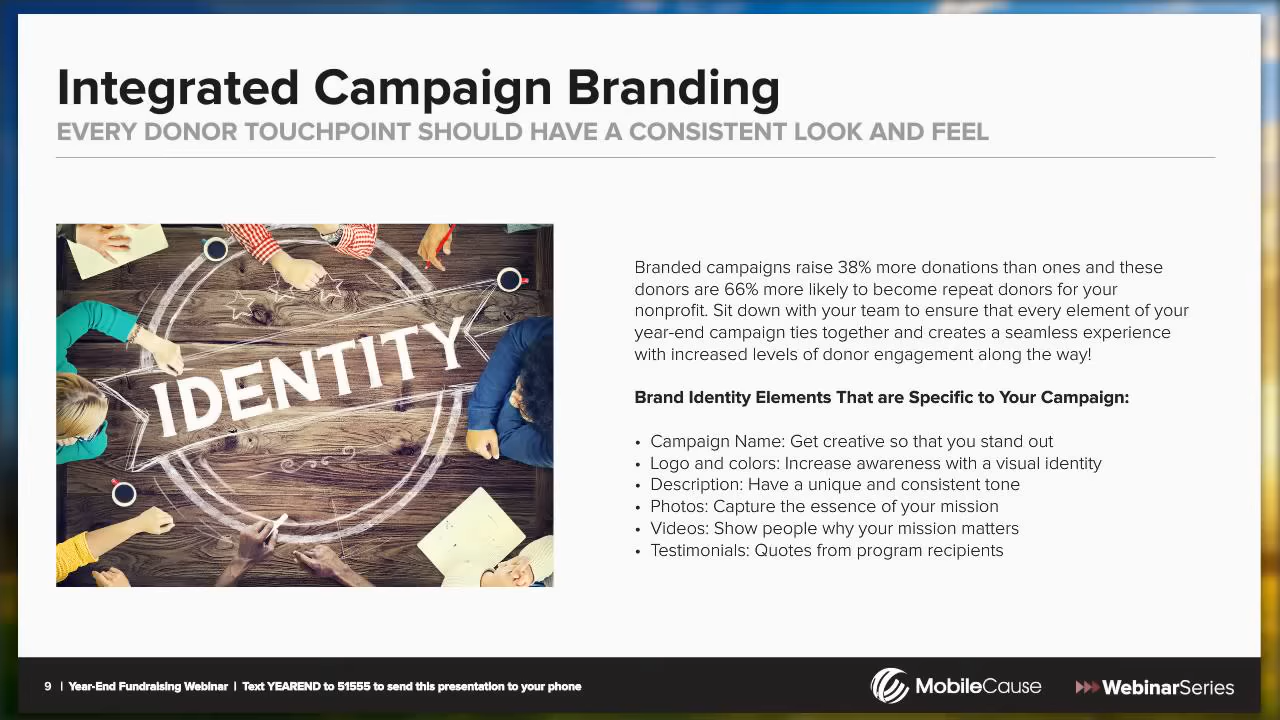 Integrated Campaign Branding
EVERY DONOR TOUCHPOINT SHOULD HAVE A CONSISTENT LOOK AND FEEL
IDENTITY
Branded campaigns raise 38% more donations than ones and these
donors are 66% more likely to become repeat donors for your
nonprofit. Sit down with your team to ensure that every element of your
year-end campaign ties together and creates a seamless experience
with increased levels of donor engagement along the way!
Brand Identity Elements That are Specific to Your Campaign:
• Campaign Name: Get creative so that you stand out
• Logo and colors: Increase awareness with a visual identity
• Description: Have a unique and consistent tone
• Photos: Capture the essence of your mission
• Videos: Show people why your mission matters
• Testimonials: Quotes from program recipients
9 | Year-End Fundraising Webinar | Text YEAREND to 51555 to send this presentation to your phone
MobileCause
WebinarSeries